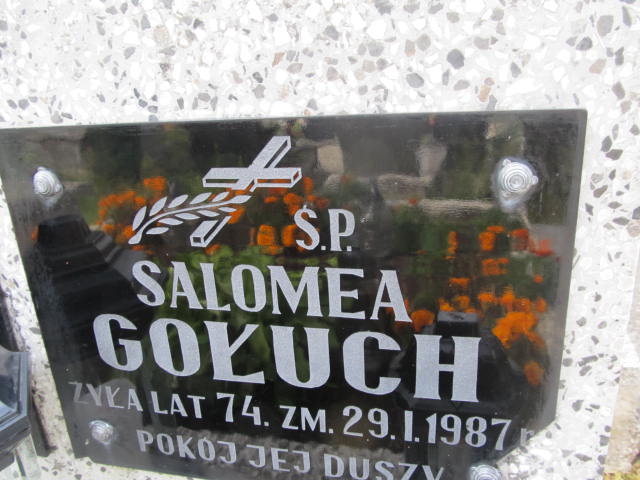 Ś.P.
SALOMEA
GOŁUCH
ŻYŁA LAT 74. ZM. 29.I.1987 r.
POKÓJ JEJ DUSZY